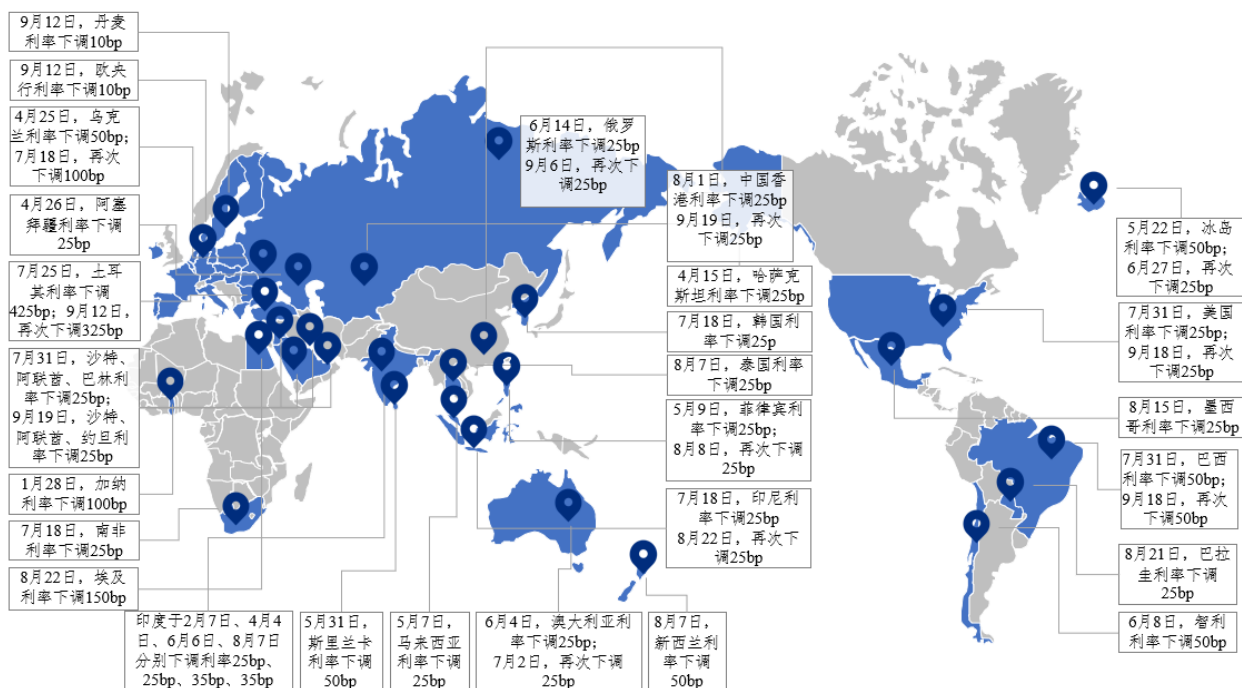 9月12日，丹麦
利率下调10bp
9月12日，欧央
行利率下调10bp
4月25日，乌克
兰利率下调50bp；
7月18日，再次
下调100bp
4月26日，阿塞
拜疆利率下调
25bp
7月25日，土耳
其利率下调
425bp；9月12日，
再次下调325bp
7月31日，沙特、
阿联酋、巴林利
率下调25bp；
9月19日，沙特、
阿联酋、约旦利
率下调25bp
1月28日，加纳
利率下调100bp
7月18日，南非
利率下调25bp
8月22日，埃及
利率下调150bp
印度于2月7日、4月4
日、6月6日、8月7日
分别下调利率25bp、
25bp、35bp、35bp
5月31日，
斯里兰卡
利率下调
50bp
5月7日，
马来西亚
利率下调
25bp
6月4日，澳大利亚利
率下调25bp；
7月2日，再次下调
25bp
8月7日，
新西兰利
率下调
50bp
6月14日，俄罗
斯利率下调25bp
9月6日，再次下
调25bp
8月1日，中国香
港利率下调25bp
9月19日，再次
下调25bp
4月15日，哈萨克
斯坦利率下调25bp
7月18日，韩国利
率下调25p
8月7日，泰国利率
下调25bp
5月9日，菲律宾利
率下调25bp；
8月8日，再次下调
25bp
7月18日，印尼利
率下调25bp
8月22日，再次下
调25bp
5月22日，冰岛
利率下调50bp；
6月27日，再次
下调25bp
7月31日，美国
利率下调25bp；
9月18日，再次
下调25bp
8月15日，墨西
哥利率下调25bp
7月31日，巴西
利率下调50bp；
9月18日，再次
下调50bp
8月21日，巴拉
圭利率下调
25bp
6月8日，智利
利率下调50bp